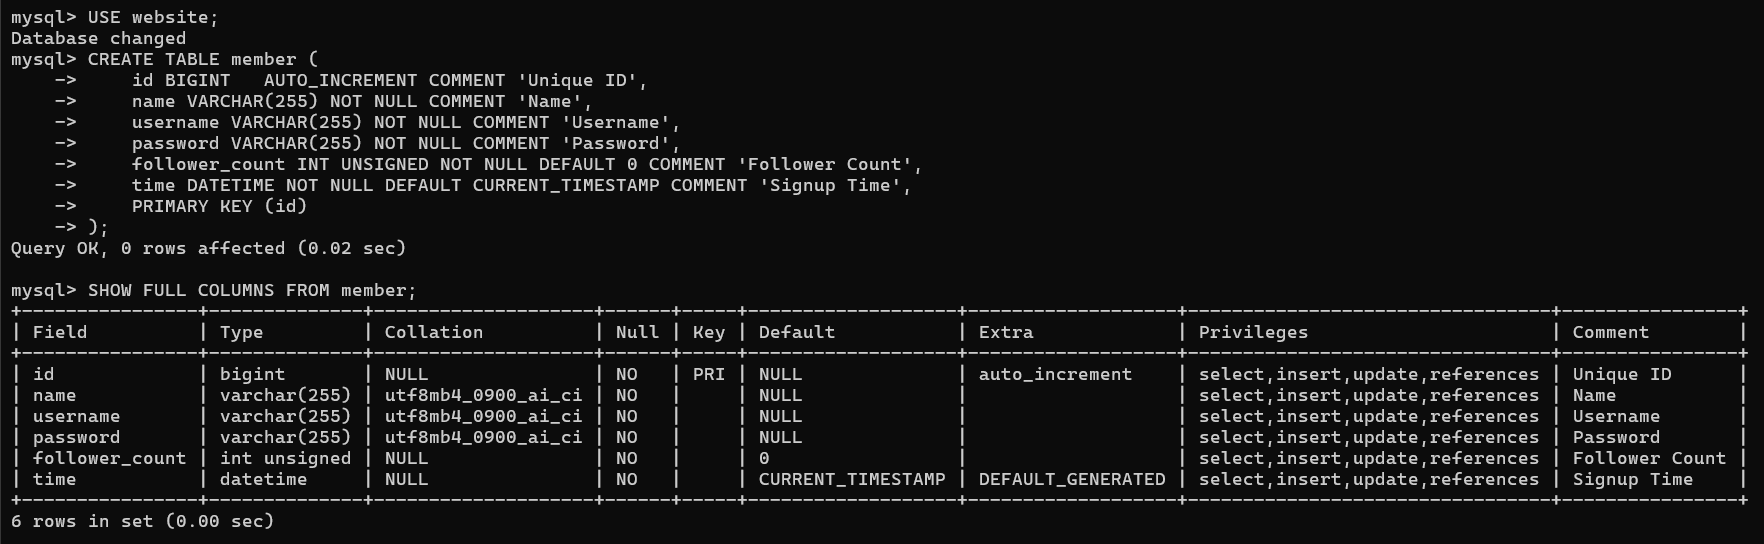 mysql> USE website;
Database changed
mysql> CREATE TABLE member (
    ->     id BIGINT   AUTO_INCREMENT COMMENT 'Unique ID',
    ->     name VARCHAR(255) NOT NULL COMMENT 'Name',
    ->     username VARCHAR(255) NOT NULL COMMENT 'Username',
    ->     password VARCHAR(255) NOT NULL COMMENT 'Password',
    ->     follower_count INT UNSIGNED NOT NULL DEFAULT 0 COMMENT 'Follower Count',
    ->     time DATETIME NOT NULL DEFAULT CURRENT_TIMESTAMP COMMENT 'Signup Time',
    ->     PRIMARY KEY (id)
    -> );
Query OK, 0 rows affected (0.02 sec)

mysql> SHOW FULL COLUMNS FROM member;
+----------------+--------------+--------------------+------+-----+-------------------+-------------------+---------------------------------+----------------+
| Field          | Type         | Collation          | Null | Key | Default           | Extra             | Privileges                      | Comment        |
+----------------+--------------+--------------------+------+-----+-------------------+-------------------+---------------------------------+----------------+
| id             | bigint       | NULL               | NO   | PRI | NULL              | auto_increment    | select,insert,update,references | Unique ID      |
| name           | varchar(255) | utf8mb4_0900_ai_ci | NO   |     | NULL              |                   | select,insert,update,references | Name           |
| username       | varchar(255) | utf8mb4_0900_ai_ci | NO   |     | NULL              |                   | select,insert,update,references | Username       |
| password       | varchar(255) | utf8mb4_0900_ai_ci | NO   |     | NULL              |                   | select,insert,update,references | Password       |
| follower_count | int unsigned | NULL               | NO   |     | 0                 |                   | select,insert,update,references | Follower Count |
| time           | datetime     | NULL               | NO   |     | CURRENT_TIMESTAMP | DEFAULT_GENERATED | select,insert,update,references | Signup Time    |
+----------------+--------------+--------------------+------+-----+-------------------+-------------------+---------------------------------+----------------+
6 rows in set (0.00 sec)